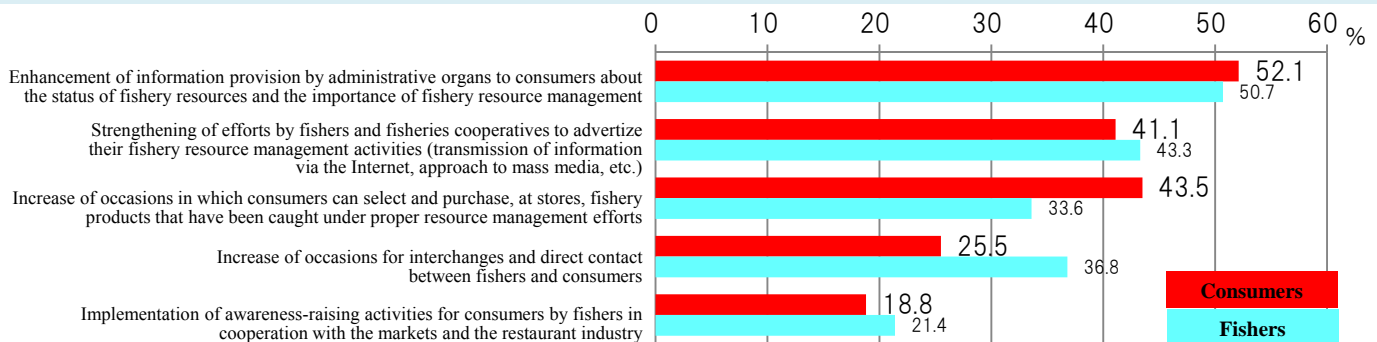 0 10 20 30 40 50 60 %
Enhancement of information provision by administrative organs to consumers about
the status of fishery resources and the importance of fishery resource management
52.1
50.7
Strengthening of efforts by fishers and fisheries cooperatives to advertize
their fishery resource management activities (transmission of information
via the Internet, approach to mass media, etc.)
41.1
43.3
Increase of occasions in which consumers can select and purchase, at stores, fishery
products that have been caught under proper resource management efforts
43.5
33.6
Increase of occasions for interchanges and direct contact
between fishers and consumers
25.5
36.8
Implementation of awareness-raising activities for consumers by fishers in
cooperation with the markets and the restaurant industry
18.8
21.4
Consumers
Fishers